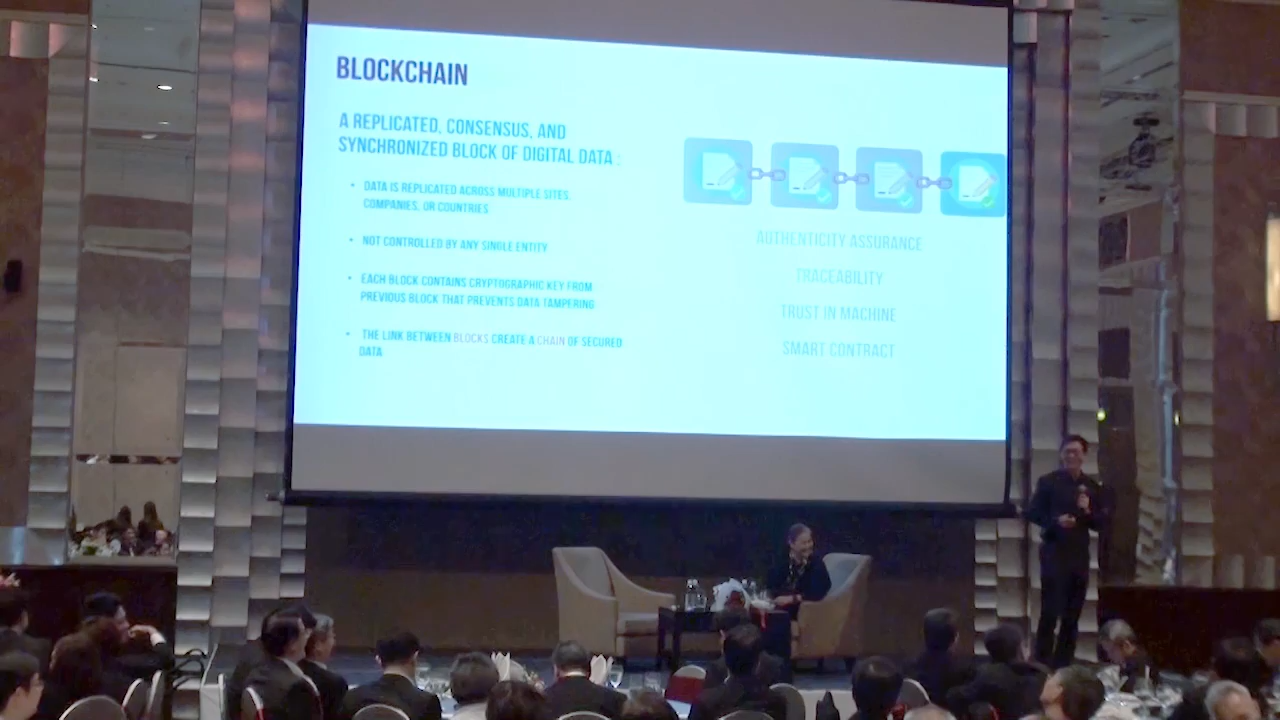 BLOCKCHAIN
A REPLICATED, CONSENSUS, AND
SYNCHRONIZED BLOCK OF DIGITAL DATA :
• DATA IS REPLICATED ACROSS MULTIPLE SITES,
COMPANIES, OR COUNTRIES
• NOT CONTROLLED BY ANY SINGLE ENTITY
• EACH BLOCK CONTAINS CRYPTOGRAPHIC KEY FROM
PREVIOUS BLOCK THAT PREVENTS DATA TAMPERING
• THE LINK BETWEEN BLOCKS CREATE A CHAIN OF SECURED
DATA
AUTHENTICITY ASSURANCE
TRACEABILITY
TRUST IN MACHINE
SMART CONTRACT